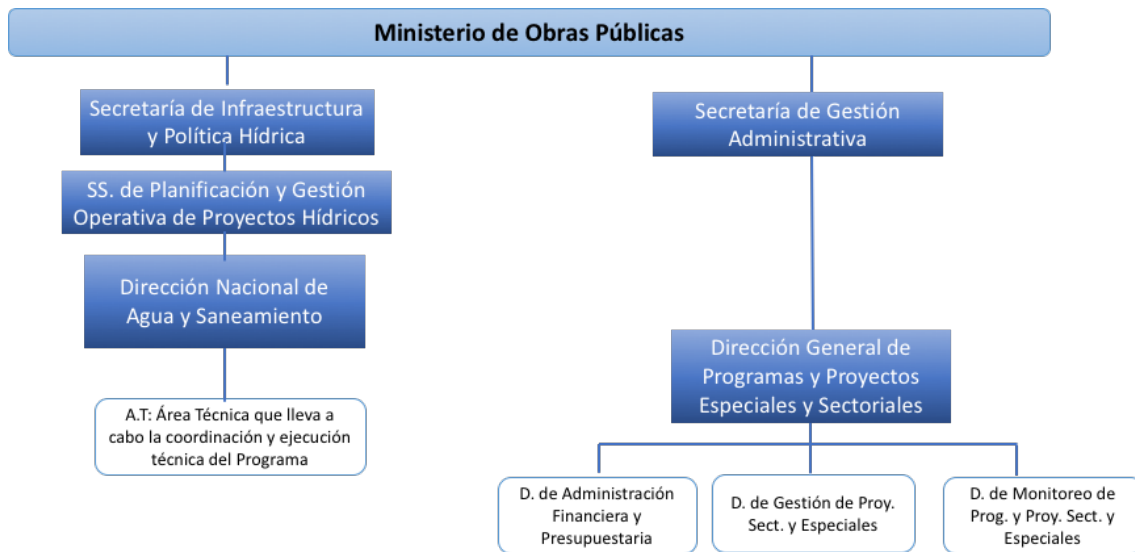 Ministerio de Obras Públicas
Secretaría de Infraestructura
y Política Hídrica
SS. de Planificación y Gestión
Operativa de Proyectos Hídricos
Dirección Nacional de
Agua y Saneamiento
A.T: Área Técnica que lleva a
cabo la coordinación y ejecución
técnica del Programa
Secretaría de Gestión
Administrativa
Dirección General de
Programas y Proyectos
Especiales y Sectoriales
D. de Administración
Financiera y
Presupuestaria
D. de Gestión de Proy.
Sect. y Especiales
D. de Monitoreo de
Prog. y Proy. Sect. y
Especiales